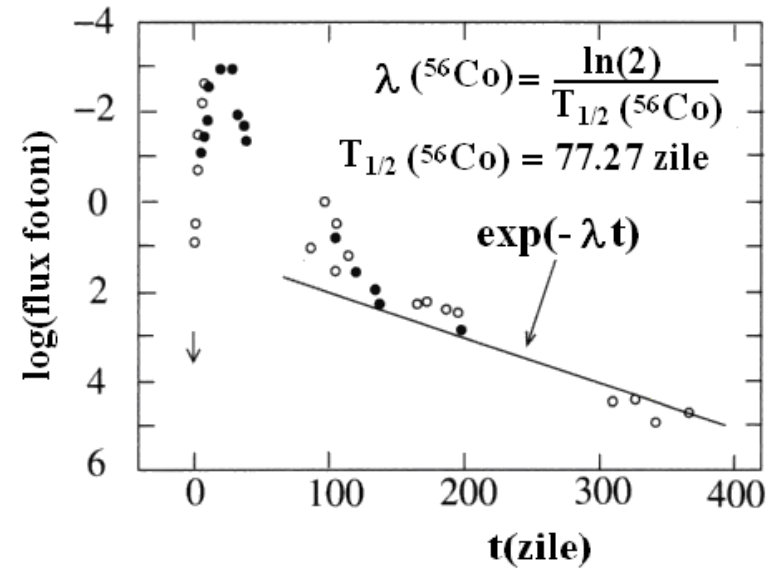 λ (⁵⁶Co) = ln(2) / T₁/₂ (⁵⁶Co)
T₁/₂ (⁵⁶Co) = 77.27 zile
exp(- λ t)
log(flux fotoni)
−4
−2
0
2
4
6
0 100 200 300 400
t(zile)